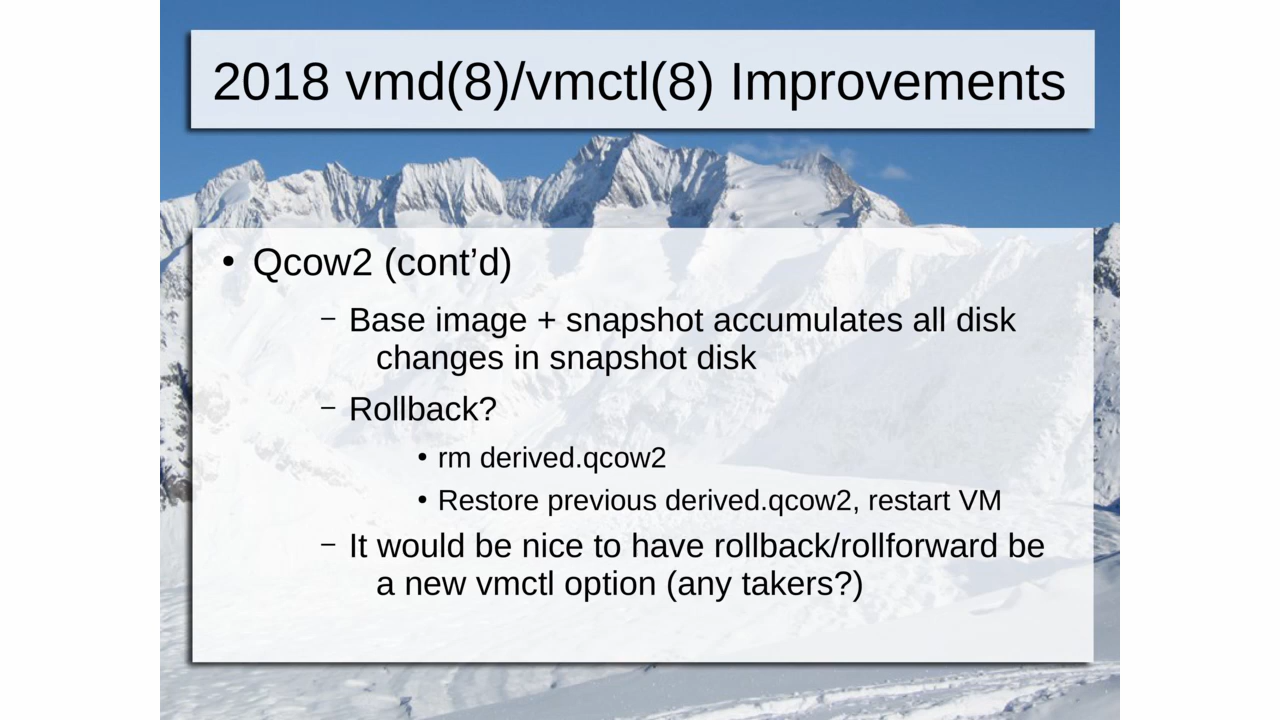 2018 vmd(8)/vmctl(8) Improvements
• Qcow2 (cont’d)
– Base image + snapshot accumulates all disk
changes in snapshot disk
– Rollback?
• rm derived.qcow2
• Restore previous derived.qcow2, restart VM
– It would be nice to have rollback/rollforward be
a new vmctl option (any takers?)